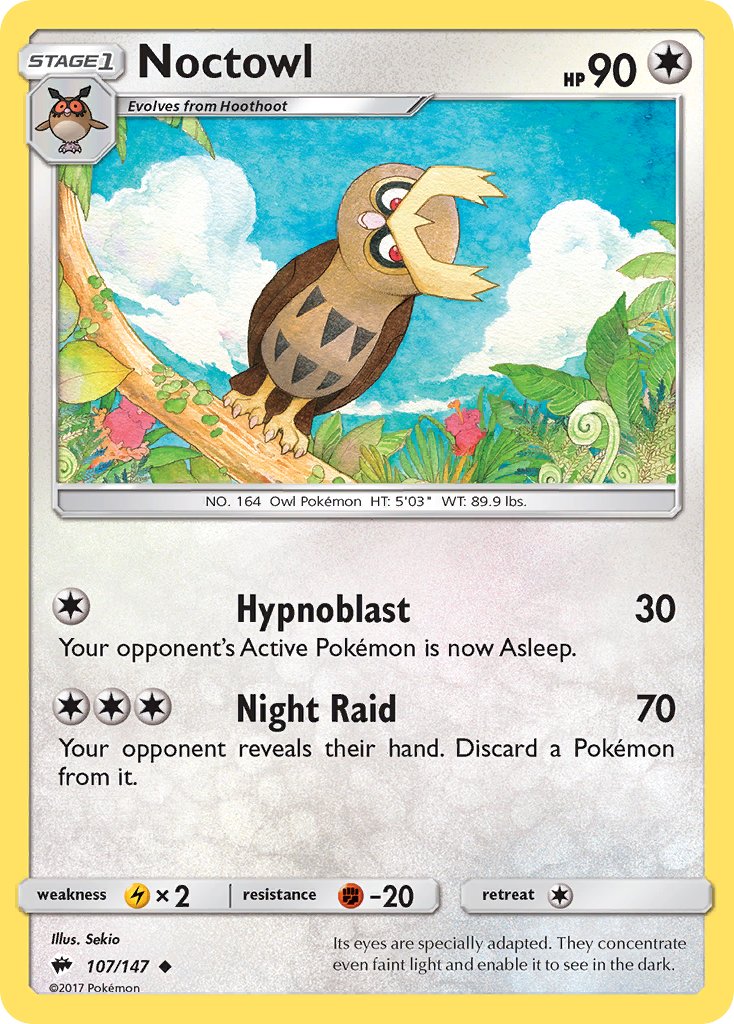 STAGE1 Noctowl HP 90
Evolves from Hoothoot
NO. 164 Owl Pokémon HT: 5'03" WT: 89.9 lbs.
Hypnoblast 30
Your opponent's Active Pokémon is now Asleep.
Night Raid 70
Your opponent reveals their hand. Discard a Pokémon
from it.
weakness × 2 resistance –20 retreat
Illus. Sekio
107/147
©2017 Pokémon
Its eyes are specially adapted. They concentrate
even faint light and enable it to see in the dark.